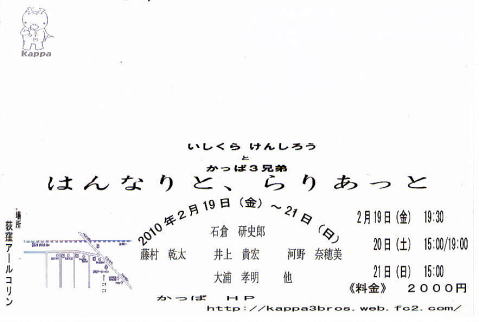 Kappa
いしくら けんしろう
と
かっぱ3兄弟
はんなりと、らりあっと
2010年2月19日(金)~21日(日)
石倉 研史郎
藤村 乾太 井上 貴宏 河野 奈穂美
大浦 孝明 他
2月19日(金) 19:30
20日(土) 15:00/19:00
21日(日) 15:00
《料金》 2000円
場所
荻窪アールコリン
かっぱ HP
http://kappa3bros.web.fc2.com/